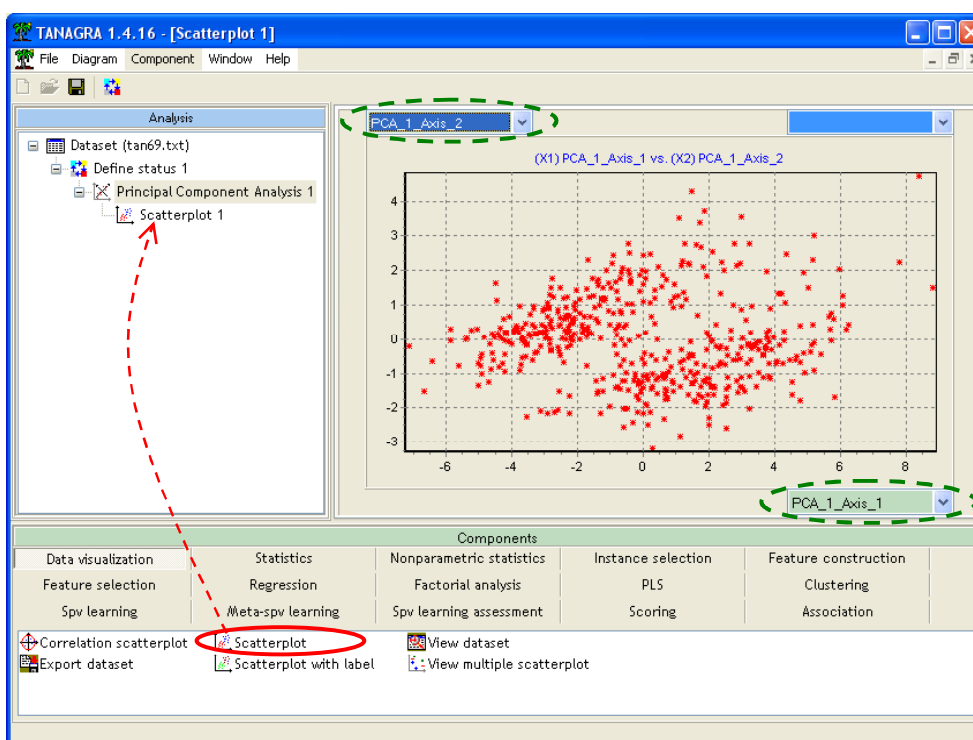 TANAGRA 1.4.16 - [Scatterplot 1]
File Diagram Component Window Help
Analysis
Dataset (tan69.txt)
Define status 1
Principal Component Analysis 1
Scatterplot 1
PCA_1_Axis_2
(X1) PCA_1_Axis_1 vs. (X2) PCA_1_Axis_2
4
3
2
1
0
-1
-2
-3
-6 -4 -2 0 2 4 6 8
PCA_1_Axis_1
Components
Data visualization Statistics Nonparametric statistics Instance selection Feature construction
Feature selection Regression Factorial analysis PLS Clustering
Spv learning Meta-spv learning Spv learning assessment Scoring Association
Correlation scatterplot Scatterplot View dataset
Export dataset Scatterplot with label View multiple scatterplot